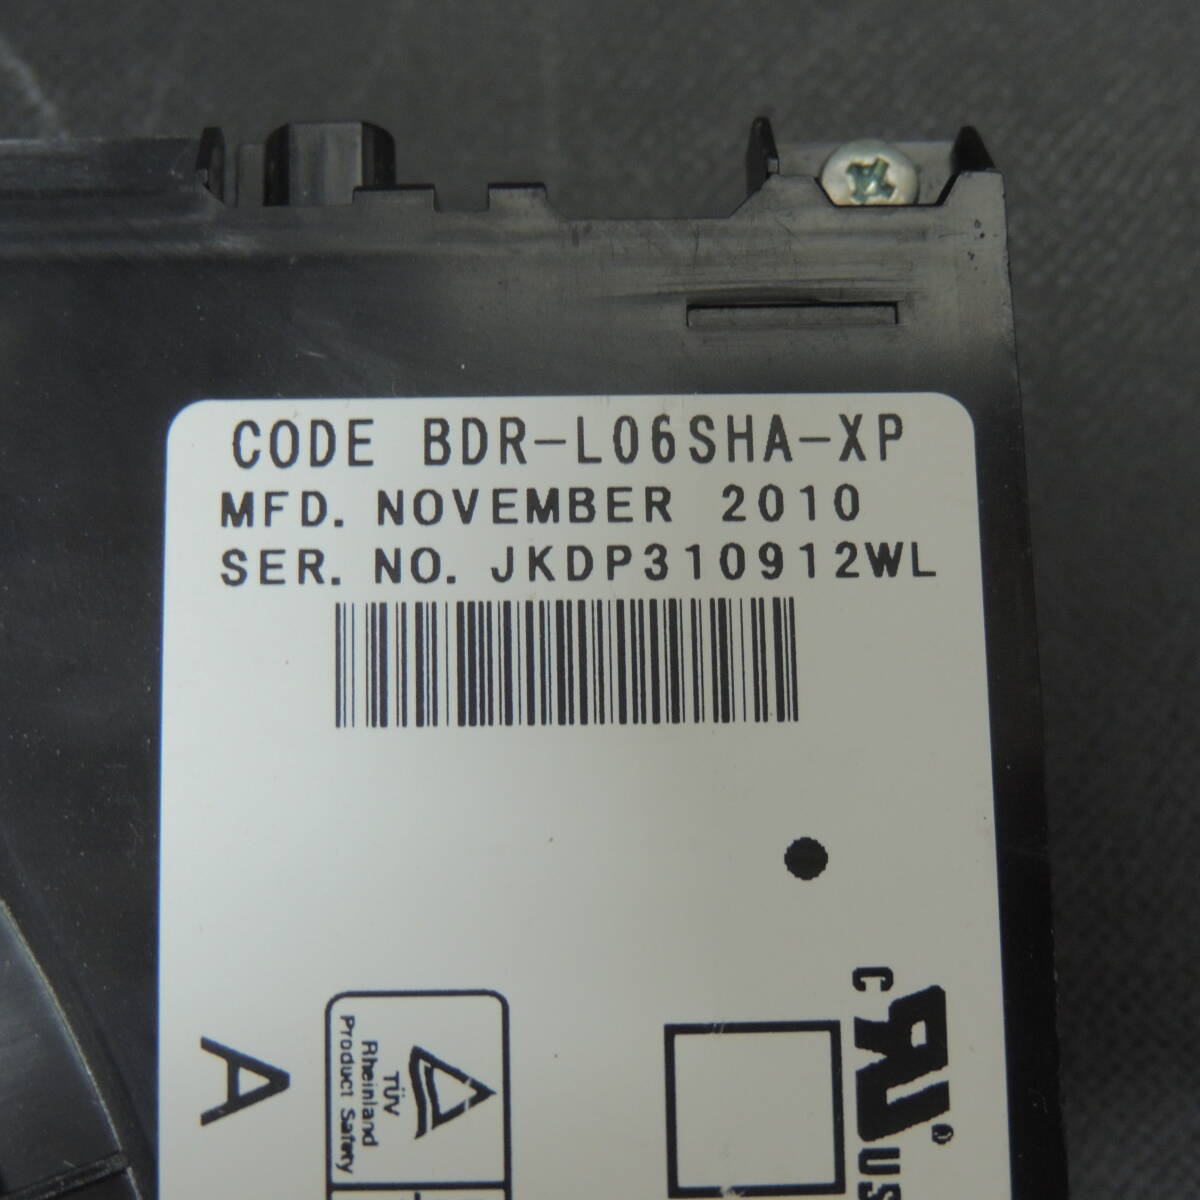 CODE BDR-L06SHA-XP
MFD. NOVEMBER 2010
SER. NO. JKDP310912WL
A
TÜV
Rheinland
Product Safety
C
US